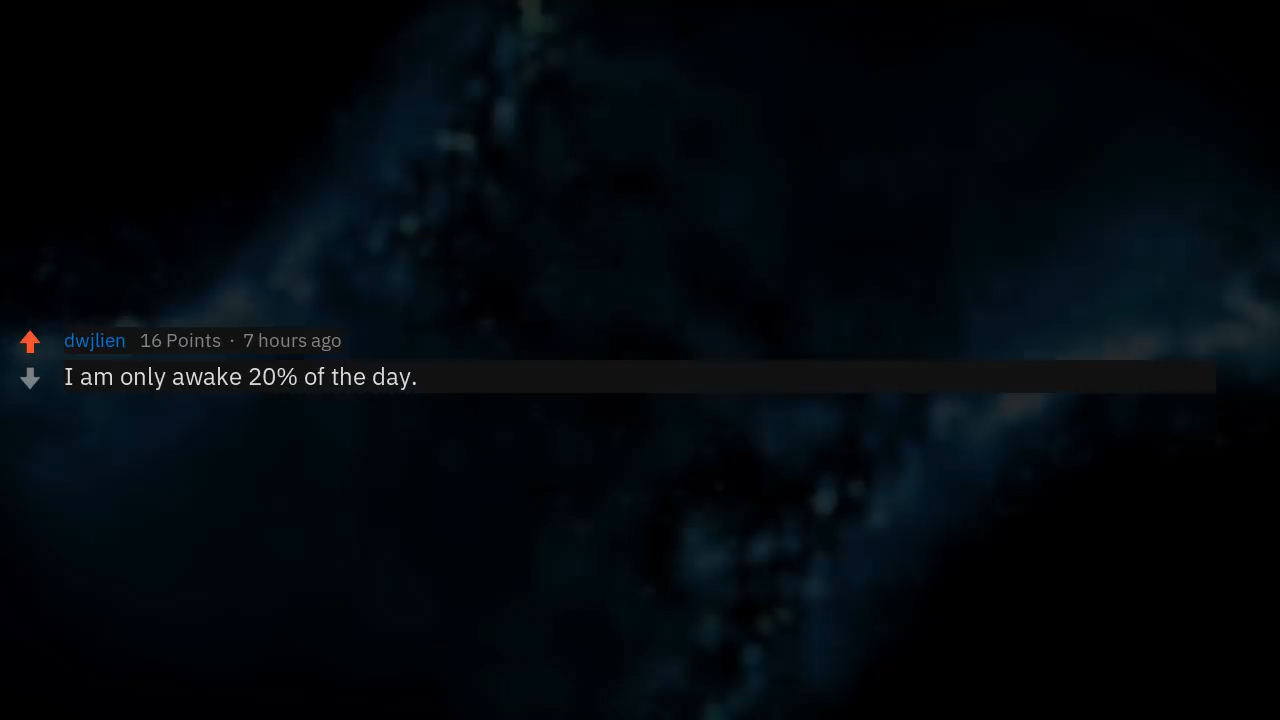 dwjlien 16 Points · 7 hours ago
I am only awake 20% of the day.